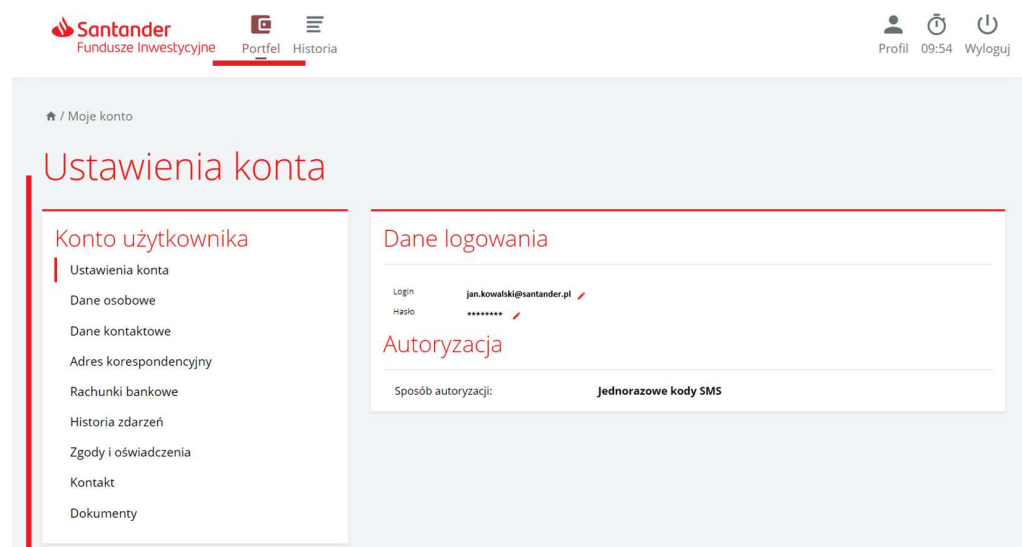 Santander
Fundusze Inwestycyjne
Portfel Historia
Profil 09:54 Wyloguj
/ Moje konto
Ustawienia konta
Konto użytkownika
Ustawienia konta
Dane osobowe
Dane kontaktowe
Adres korespondencyjny
Rachunki bankowe
Historia zdarzeń
Zgody i oświadczenia
Kontakt
Dokumenty
Dane logowania
Login jan.kowalski@santander.pl
Hasło ********
Autoryzacja
Sposób autoryzacji: Jednorazowe kody SMS